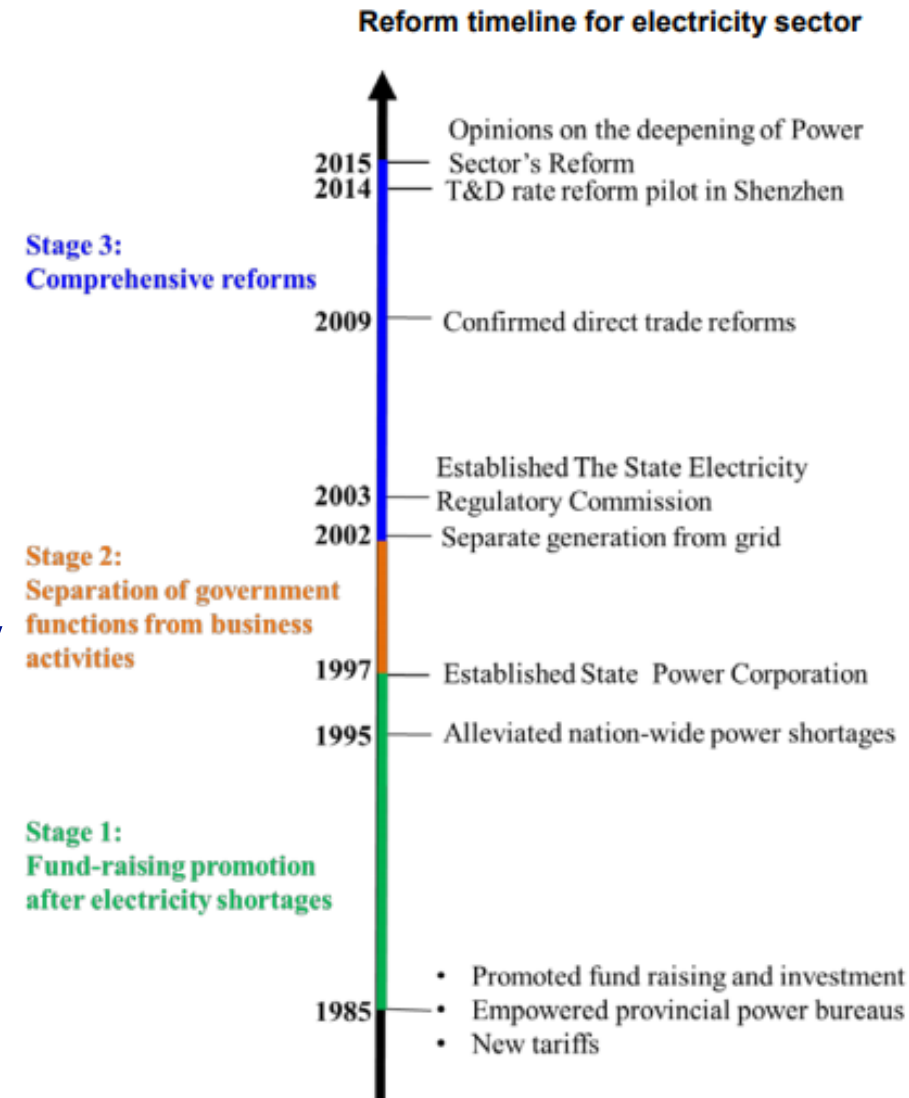 Reform timeline for electricity sector
Opinions on the deepening of Power
2015 Sector's Reform
2014 T&D rate reform pilot in Shenzhen
Stage 3:
Comprehensive reforms
2009 Confirmed direct trade reforms
Established The State Electricity
2003 Regulatory Commission
2002 Separate generation from grid
Stage 2:
Separation of government
functions from business
activities
1997 Established State Power Corporation
1995 Alleviated nation-wide power shortages
Stage 1:
Fund-raising promotion
after electricity shortages
• Promoted fund raising and investment
1985 • Empowered provincial power bureaus
• New tariffs